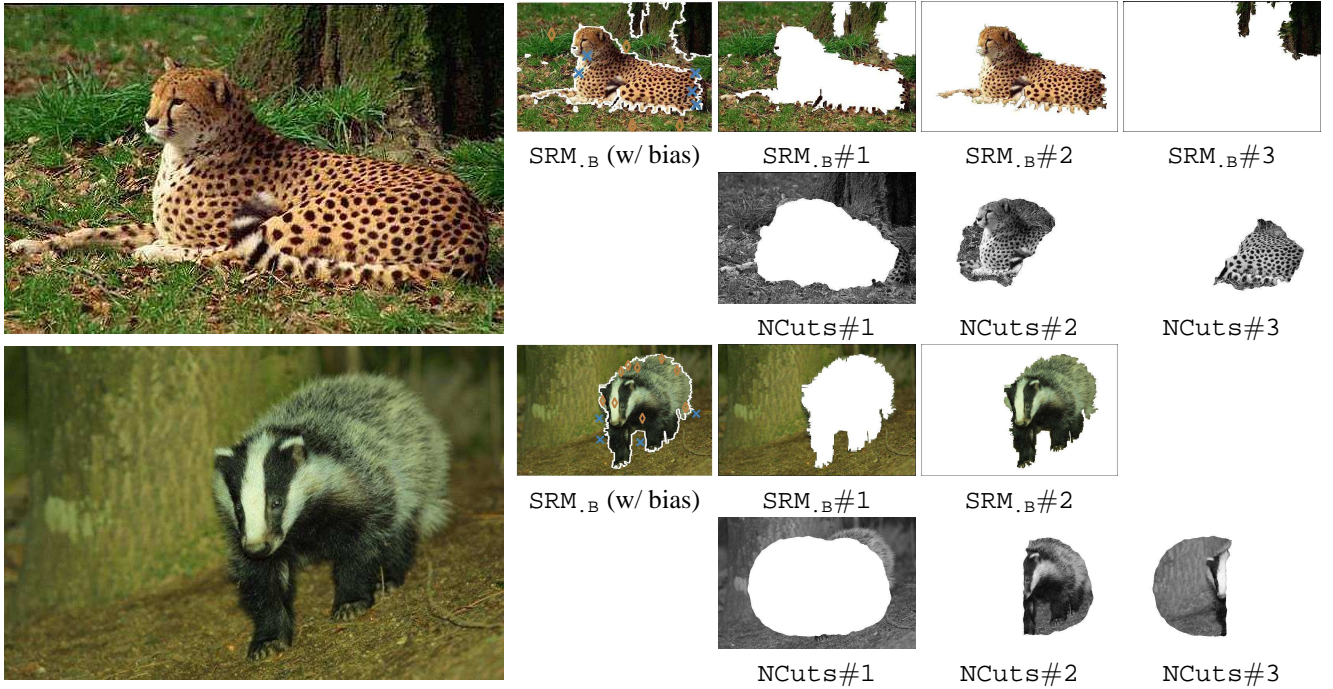 SRM.B (w/ bias) SRM.B#1 SRM.B#2 SRM.B#3
NCuts#1 NCuts#2 NCuts#3
SRM.B (w/ bias) SRM.B#1 SRM.B#2
NCuts#1 NCuts#2 NCuts#3